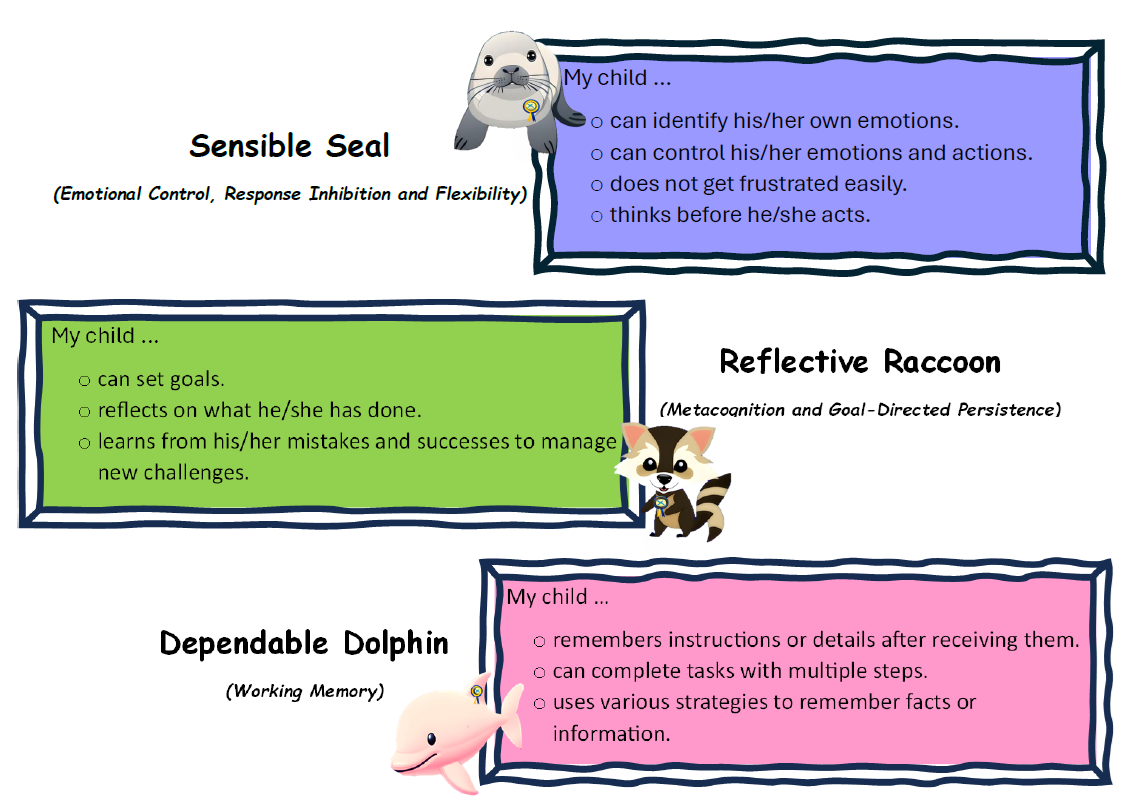 Sensible Seal
(Emotional Control, Response Inhibition and Flexibility)
My child ...
○ can identify his/her own emotions.
○ can control his/her emotions and actions.
○ does not get frustrated easily.
○ thinks before he/she acts.
My child ...
○ can set goals.
○ reflects on what he/she has done.
○ learns from his/her mistakes and successes to manage
new challenges.
Reflective Raccoon
(Metacognition and Goal-Directed Persistence)
Dependable Dolphin
(Working Memory)
My child ...
○ remembers instructions or details after receiving them.
○ can complete tasks with multiple steps.
○ uses various strategies to remember facts or
information.